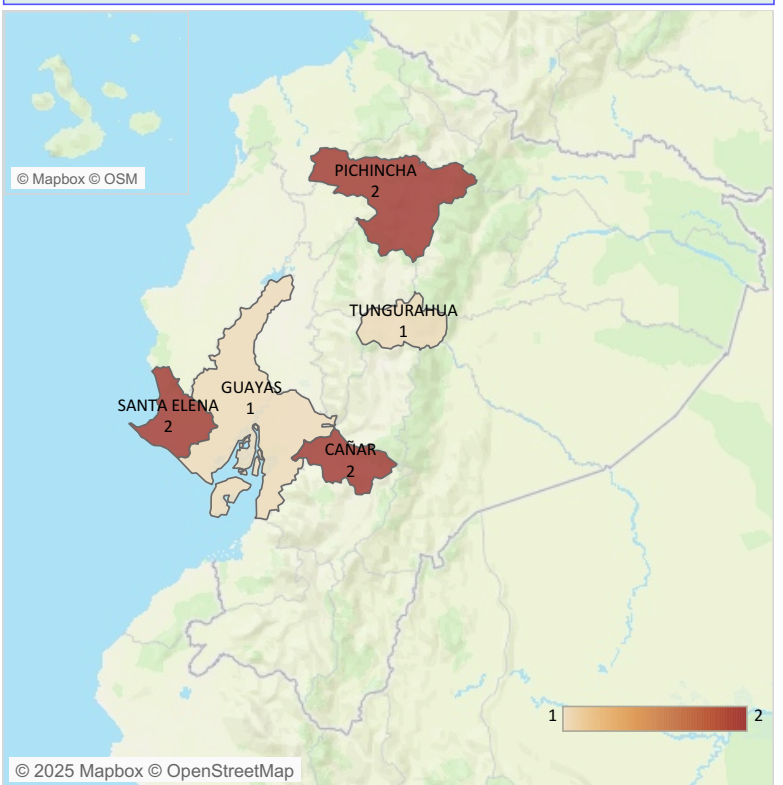 © Mapbox © OSM
PICHINCHA
2
TUNGURAHUA
1
GUAYAS
1
SANTA ELENA
2
CAÑAR
2
1
2
© 2025 Mapbox © OpenStreetMap